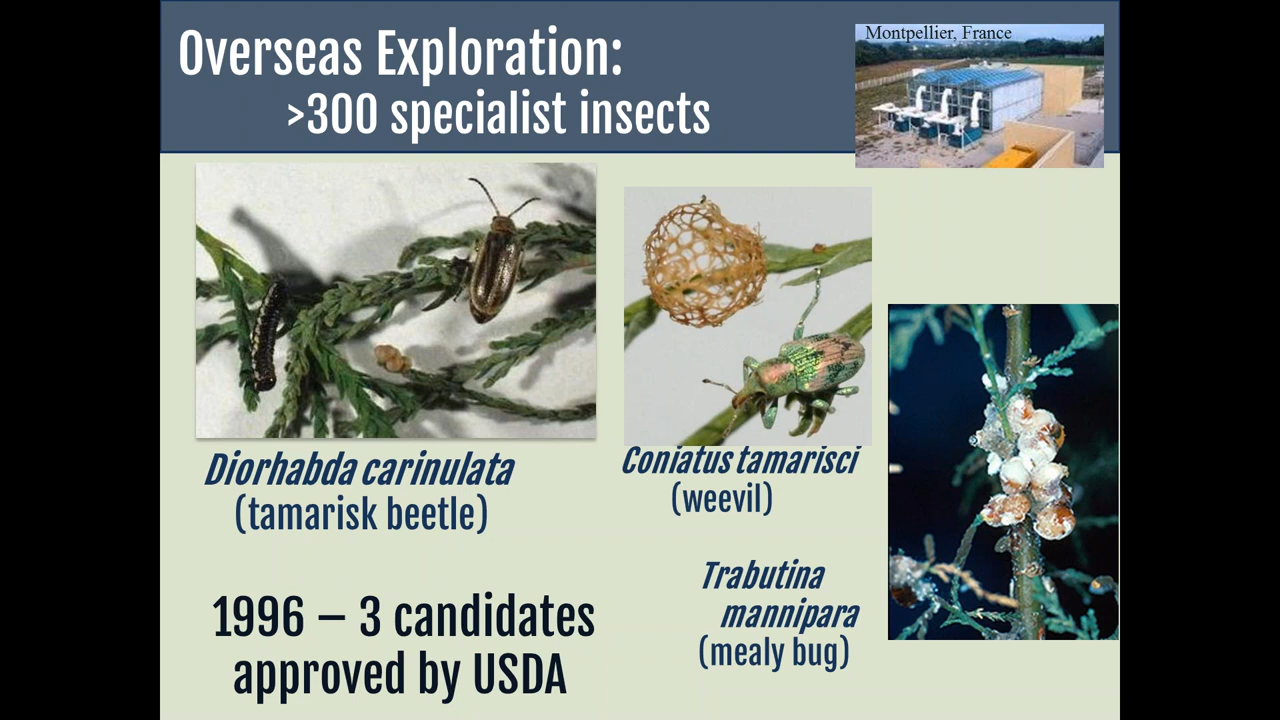 Overseas Exploration:
>300 specialist insects
Montpellier, France
Diorhabda carinulata
(tamarisk beetle)
Coniatus tamarisci
(weevil)
Trabutina
mannipara
(mealy bug)
1996 – 3 candidates
approved by USDA